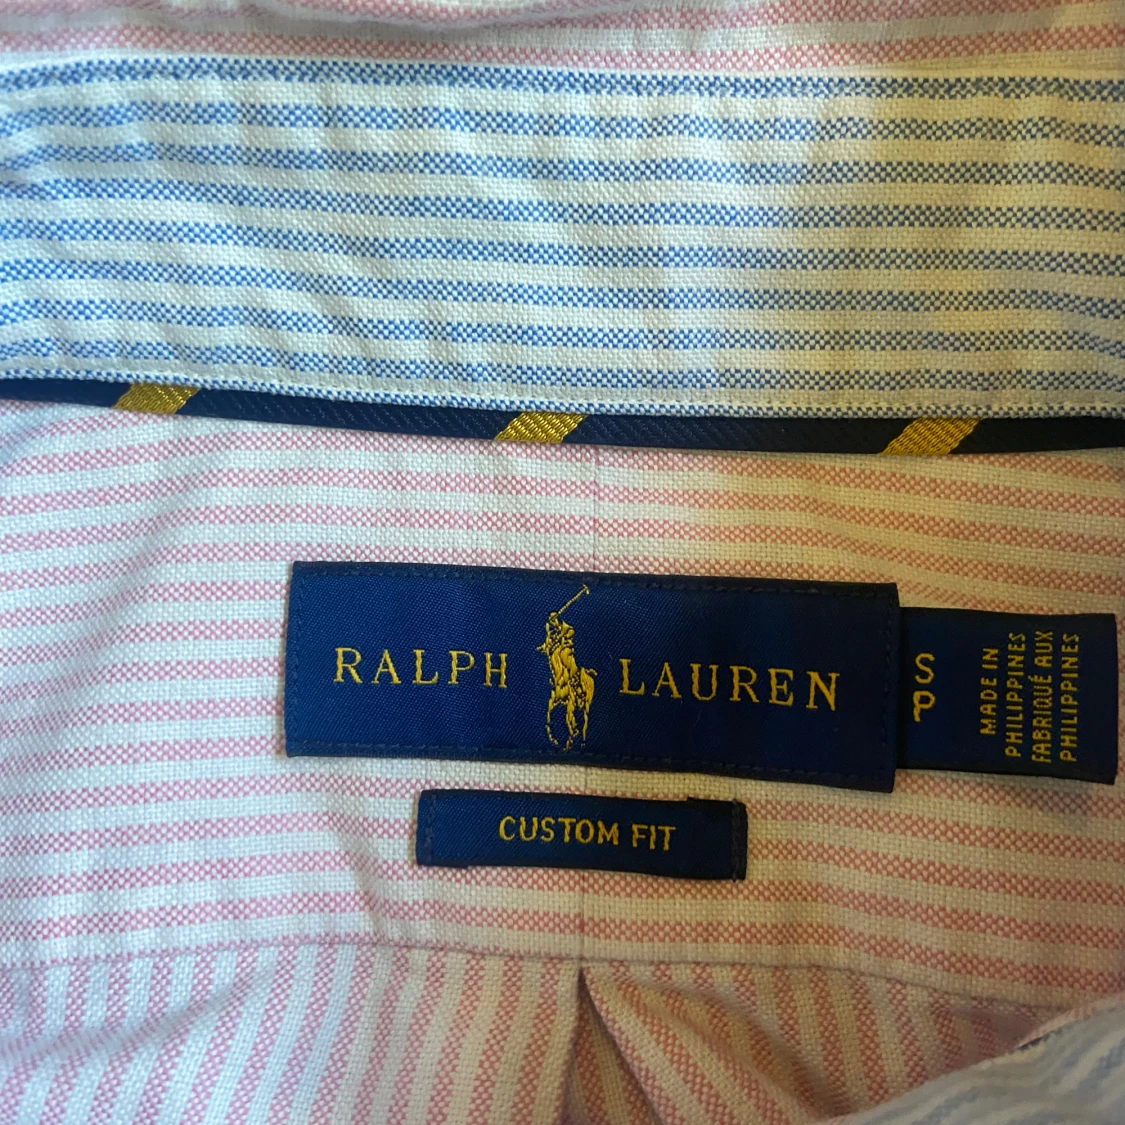 RALPH LAUREN
S
P
MADE IN
PHILIPPINES
FABRIQUÉ AUX
PHILIPPINES
CUSTOM FIT